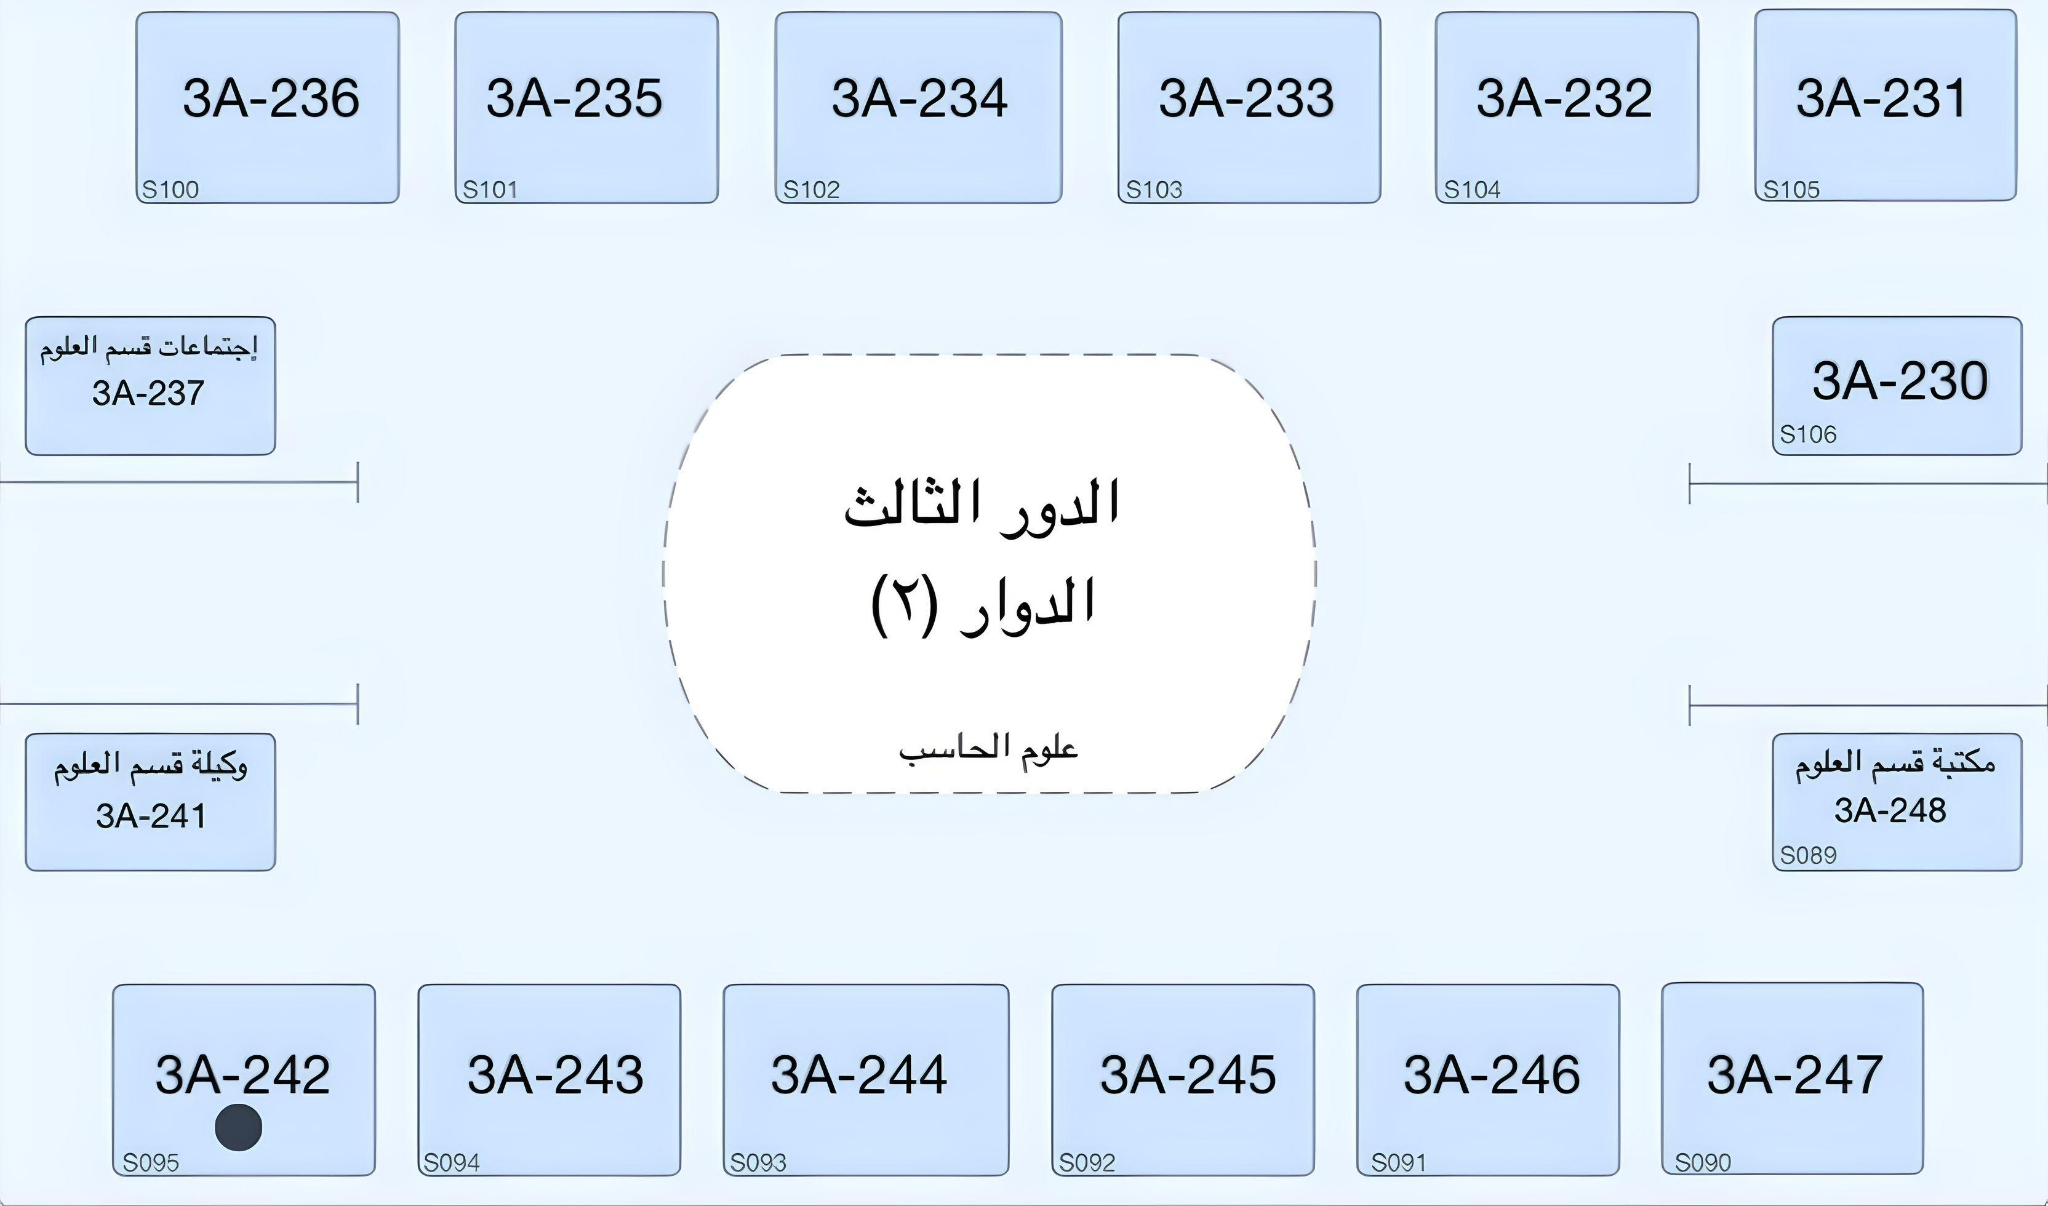 3A-236
S100
3A-235
S101
3A-234
S102
3A-233
S103
3A-232
S104
3A-231
S105
إجتماعات قسم العلوم
3A-237
3A-230
S106
الدور الثالث
الدوار (٢)
علوم الحاسب
وكيلة قسم العلوم
3A-241
مكتبة قسم العلوم
3A-248
S089
3A-242
S095
3A-243
S094
3A-244
S093
3A-245
S092
3A-246
S091
3A-247
S090